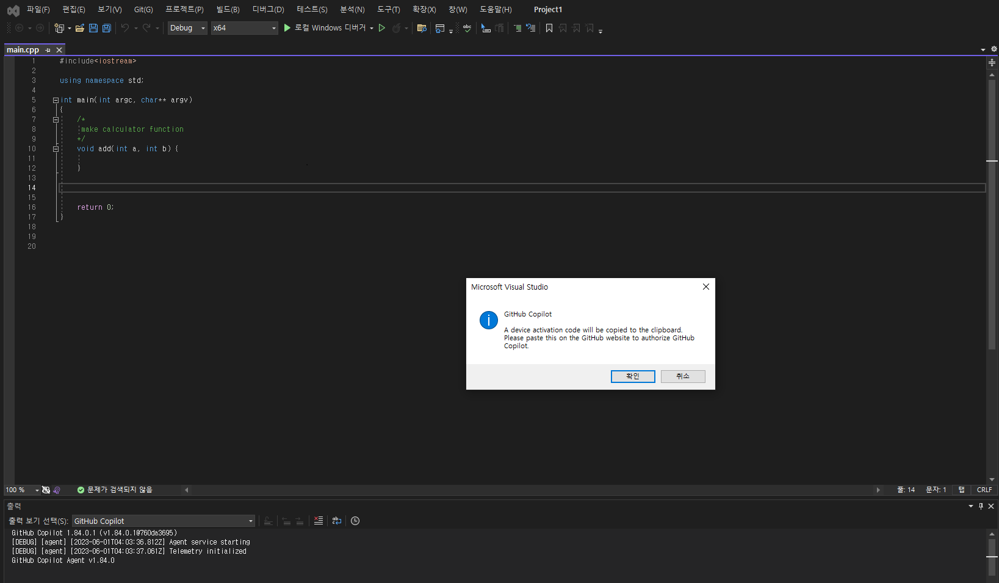 파일(F) 편집(E) 보기(V) Git(G) 프로젝트(P) 빌드(B) 디버그(D) 테스트(S) 분석(N) 도구(T) 확장(X) 창(W) 도움말(H) Project1
Debug x64 로컬 Windows 디버거
main.cpp
1 #include<iostream>
2
3 using namespace std;
4
5 int main(int argc, char** argv)
6 {
7 /*
8 make calculator function
9 */
10 void add(int a, int b) {
11
12 }
13
14
15
16 return 0;
17 }
18
19
20
Microsoft Visual Studio
GitHub Copilot
A device activation code will be copied to the clipboard.
Please paste this on the GitHub website to authorize GitHub
Copilot.
확인 취소
100 % 문제가 검색되지 않음 줄: 14 문자: 1 탭 CRLF
출력
출력 보기 선택(S): GitHub Copilot
GitHub Copilot 1.84.0.1 (v1.84.0.1@760da3695)
[DEBUG] [agent] [2023-06-01T04:03:36.812Z] Agent service starting
[DEBUG] [agent] [2023-06-01T04:03:37.061Z] Telemetry initialized
GitHub Copilot Agent v1.84.0